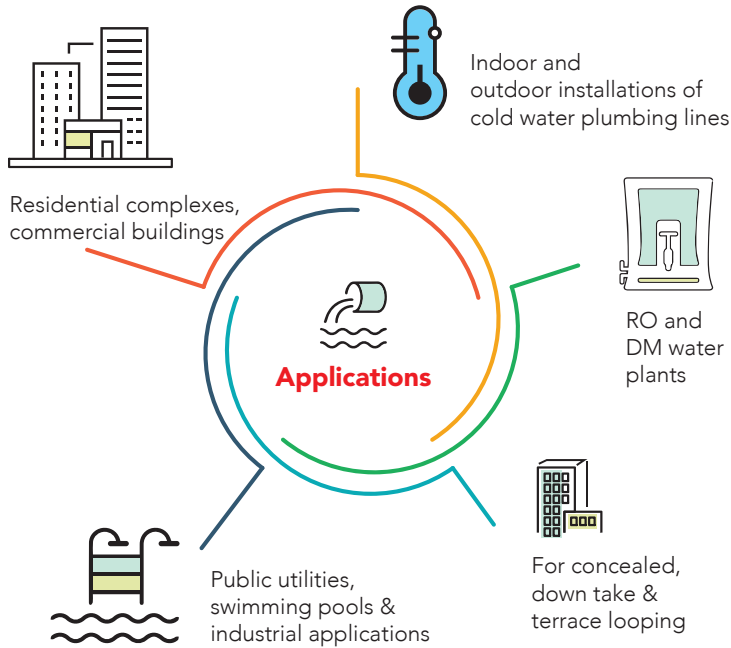 Indoor and
outdoor installations of
cold water plumbing lines
Residential complexes,
commercial buildings
RO and
DM water
plants
Applications
For concealed,
down take &
terrace looping
Public utilities,
swimming pools &
industrial applications